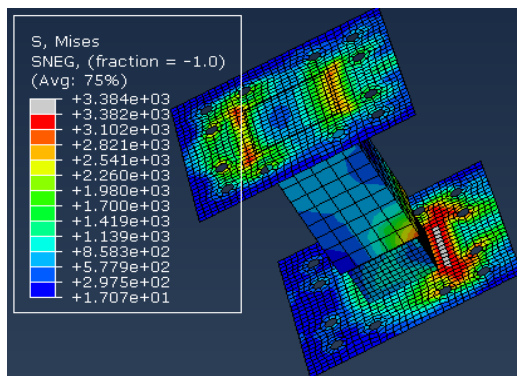 S, Mises
SNEG, (fraction = -1.0)
(Avg: 75%)
+3.384e+03
+3.382e+03
+3.102e+03
+2.821e+03
+2.541e+03
+2.260e+03
+1.980e+03
+1.700e+03
+1.419e+03
+1.139e+03
+8.583e+02
+5.779e+02
+2.975e+02
+1.707e+01